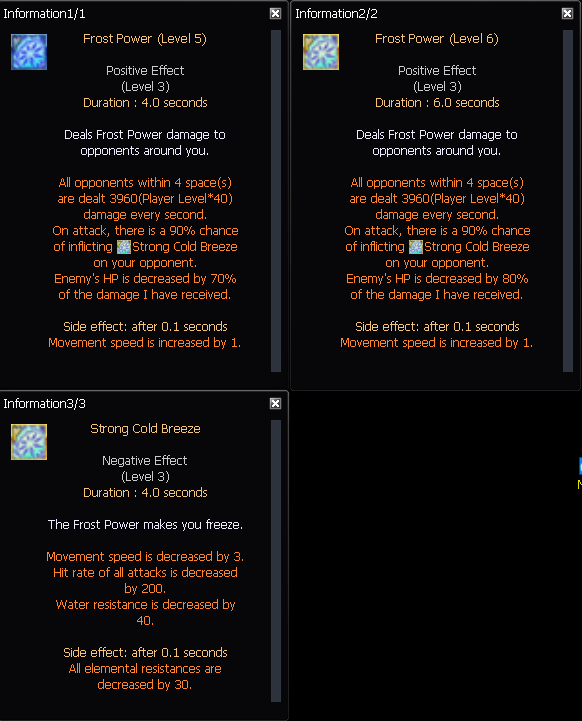 Information1/1
Frost Power (Level 5)
Positive Effect
(Level 3)
Duration : 4.0 seconds
Deals Frost Power damage to
opponents around you.
All opponents within 4 space(s)
are dealt 3960(Player Level*40)
damage every second.
On attack, there is a 90% chance
of inflicting Strong Cold Breeze
on your opponent.
Enemy's HP is decreased by 70%
of the damage I have received.
Side effect: after 0.1 seconds
Movement speed is increased by 1.
Information2/2
Frost Power (Level 6)
Positive Effect
(Level 3)
Duration : 6.0 seconds
Deals Frost Power damage to
opponents around you.
All opponents within 4 space(s)
are dealt 3960(Player Level*40)
damage every second.
On attack, there is a 90% chance
of inflicting Strong Cold Breeze
on your opponent.
Enemy's HP is decreased by 80%
of the damage I have received.
Side effect: after 0.1 seconds
Movement speed is increased by 1.
Information3/3
Strong Cold Breeze
Negative Effect
(Level 3)
Duration : 4.0 seconds
The Frost Power makes you freeze.
Movement speed is decreased by 3.
Hit rate of all attacks is decreased
by 200.
Water resistance is decreased by
40.
Side effect: after 0.1 seconds
All elemental resistances are
decreased by 30.